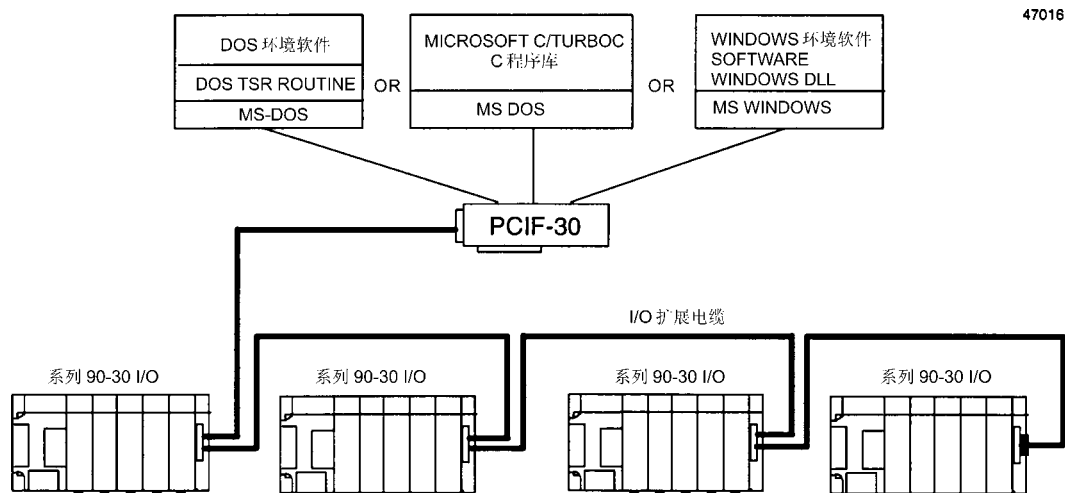 47016
DOS 环境软件
DOS TSR ROUTINE
MS-DOS
OR
MICROSOFT C/TURBOC
C 程序库
MS DOS
OR
WINDOWS 环境软件
SOFTWARE
WINDOWS DLL
MS WINDOWS
PCIF-30
I/O 扩展电缆
系列 90-30 I/O
系列 90-30 I/O
系列 90-30 I/O
系列 90-30 I/O